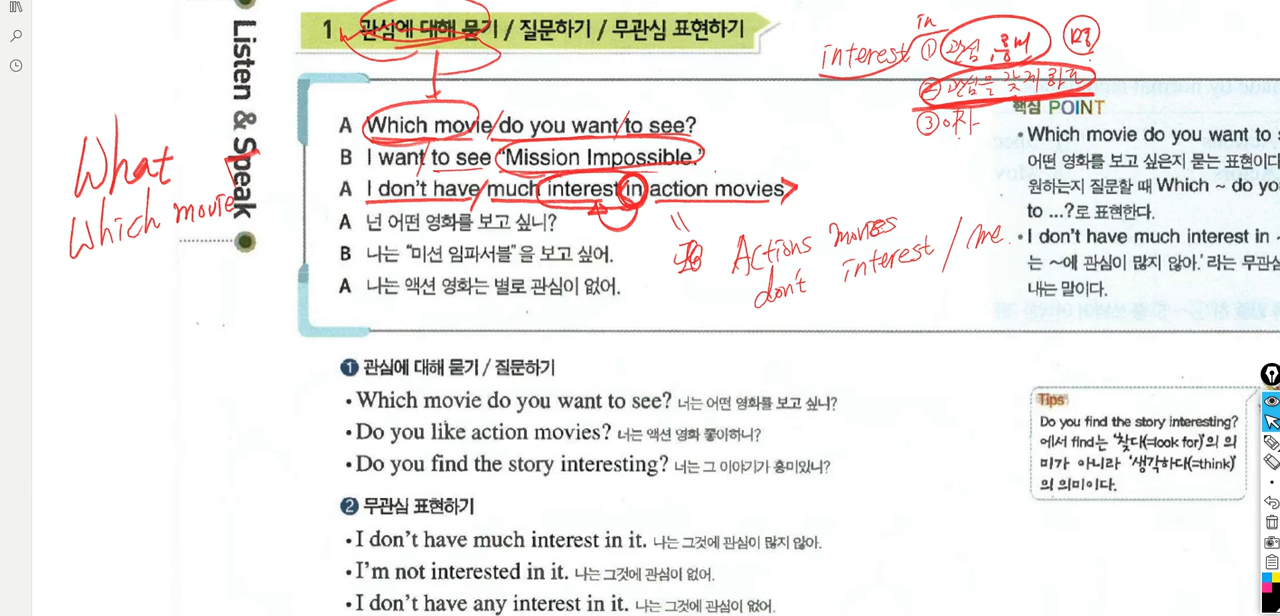 Listen & Speak
1 관심에 대해 묻기 / 질문하기 / 무관심 표현하기
interest in ① 관심, 흥미
② 관심을 갖게 하다
③ 이자
What
Which movie
A Which movie do you want to see?
B I want to see “Mission Impossible.”
A I don't have much interest in action movies.
A 넌 어떤 영화를 보고 싶니?
B 나는 “미션 임파서블”을 보고 싶어.
A 나는 액션 영화는 별로 관심이 없어.
Actions movies
don't interest / me.
핵심 POINT
• Which movie do you want to
어떤 영화를 보고 싶은지 묻는 표현이다
원하는지 질문할 때 Which ~ do yo
to ...?로 표현한다.
• I don't have much interest in
는 ~에 관심이 많지 않아.’라는 무관심
내는 말이다.
1 관심에 대해 묻기 / 질문하기
• Which movie do you want to see? 너는 어떤 영화를 보고 싶니?
• Do you like action movies? 너는 액션 영화 좋아하니?
• Do you find the story interesting? 너는 그 이야기가 흥미있니?
2 무관심 표현하기
• I don't have much interest in it. 나는 그것에 관심이 많지 않아.
• I'm not interested in it. 나는 그것에 관심이 없어.
• I don't have any interest in it. 나는 그것에 관심이 없어.
Tips
Do you find the story interesting?
에서 find는 ‘찾다(=look for)’의 의
미가 아니라 ‘생각하다(=think)’
의 의미이다.